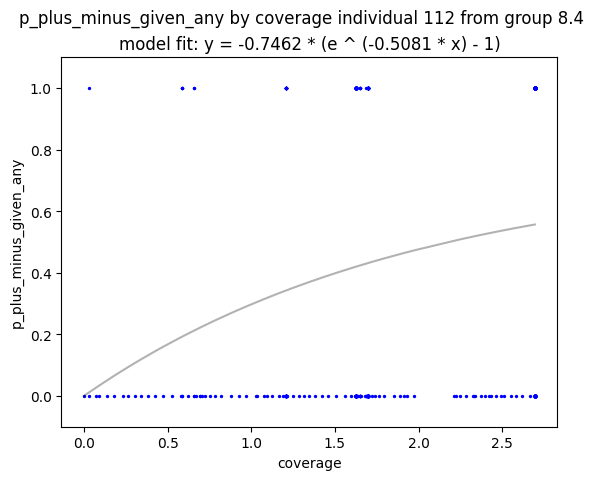 p_plus_minus_given_any by coverage individual 112 from group 8.4
model fit: y = -0.7462 * (e ^ (-0.5081 * x) - 1)
1.0
0.8
0.6
0.4
0.2
0.0
p_plus_minus_given_any
0.0 0.5 1.0 1.5 2.0 2.5
coverage